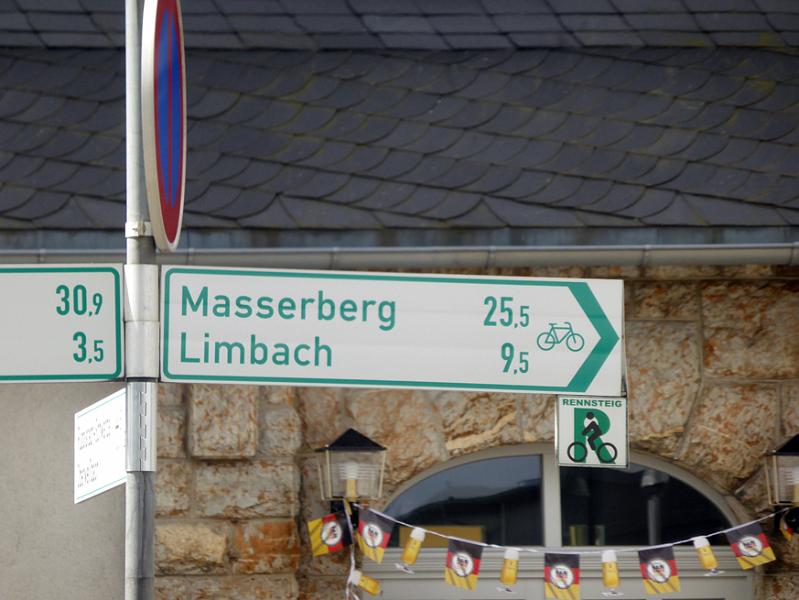 30,9
3,5
Masserberg 25,5
Limbach 9,5
RENNSTEIG
R